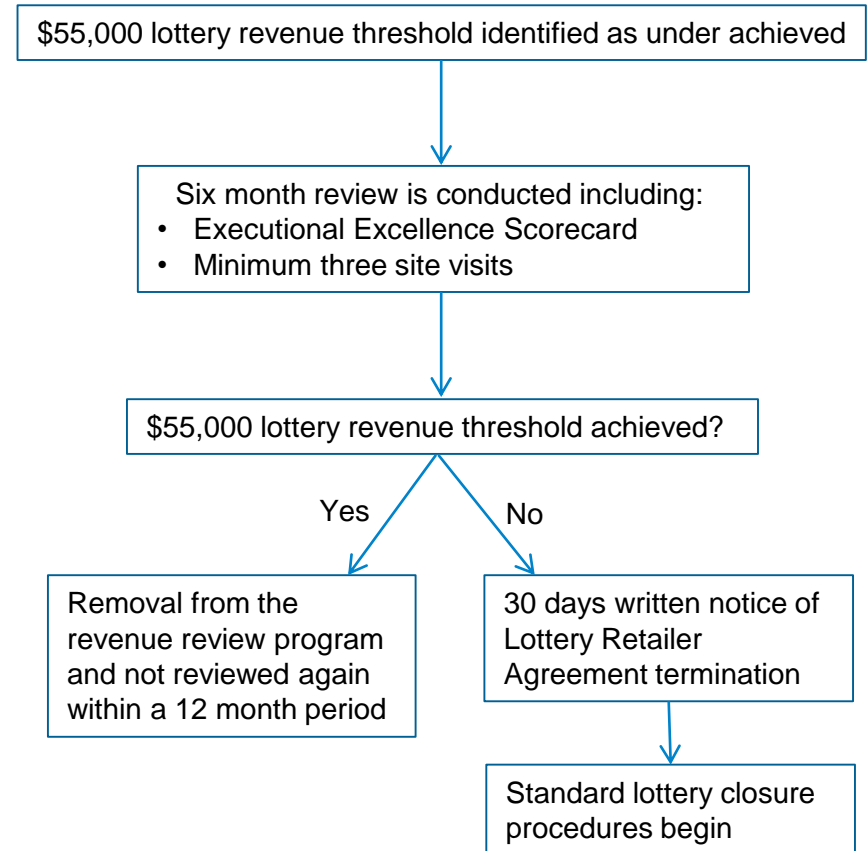 $55,000 lottery revenue threshold identified as under achieved
Six month review is conducted including:
• Executional Excellence Scorecard
• Minimum three site visits
$55,000 lottery revenue threshold achieved?
Yes
No
Removal from the
revenue review program
and not reviewed again
within a 12 month period
30 days written notice of
Lottery Retailer
Agreement termination
Standard lottery closure
procedures begin